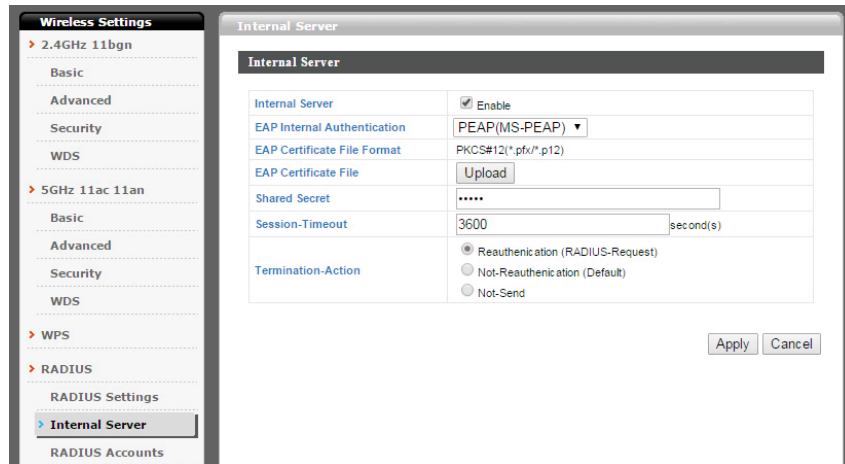 Wireless Settings
2.4GHz 11bgn
Basic
Advanced
Security
WDS
5GHz 11ac 11an
Basic
Advanced
Security
WDS
WPS
RADIUS
RADIUS Settings
Internal Server
RADIUS Accounts
Internal Server
Internal Server
Internal Server Enable
EAP Internal Authentication PEAP(MS-PEAP)
EAP Certificate File Format PKCS#12(*.pfx/*.p12)
EAP Certificate File Upload
Shared Secret •••••
Session-Timeout 3600 second(s)
Termination-Action
Reauthenication (RADIUS-Request)
Not-Reauthenication (Default)
Not-Send
Apply Cancel